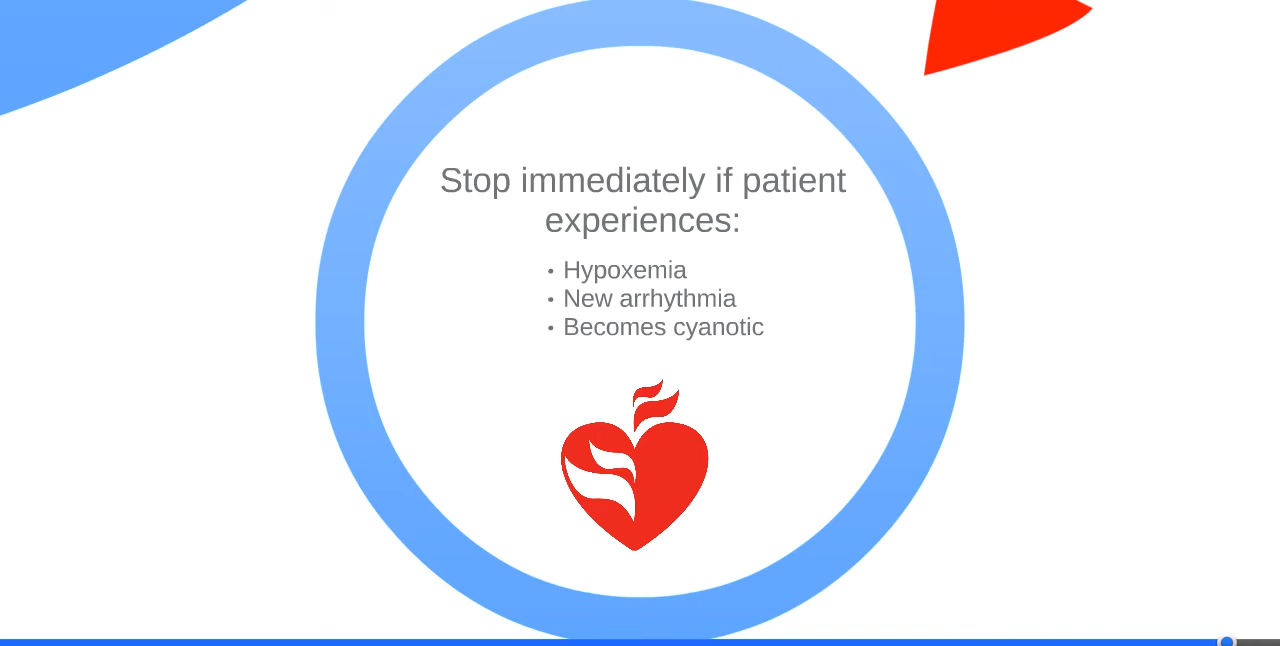 Stop immediately if patient
experiences:
• Hypoxemia
• New arrhythmia
• Becomes cyanotic